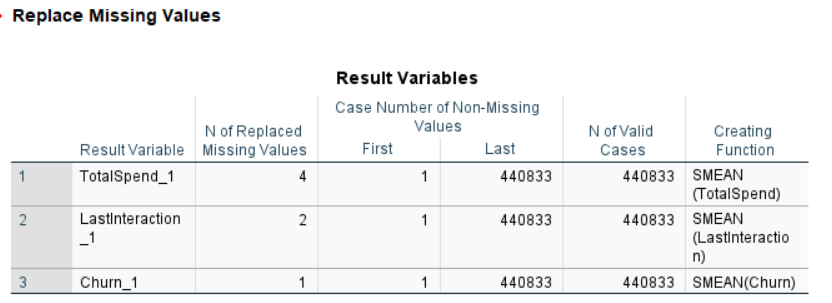 Replace Missing Values
Result Variables
Case Number of Non-Missing
Values
N of Replaced
Missing Values
N of Valid
Cases
Creating
Function
Result Variable
First
Last
1 TotalSpend_1 4 1 440833 440833 SMEAN
(TotalSpend)
2 LastInteraction
_1 2 1 440833 440833 SMEAN
(LastInteractio
n)
3 Churn_1 1 1 440833 440833 SMEAN(Churn)